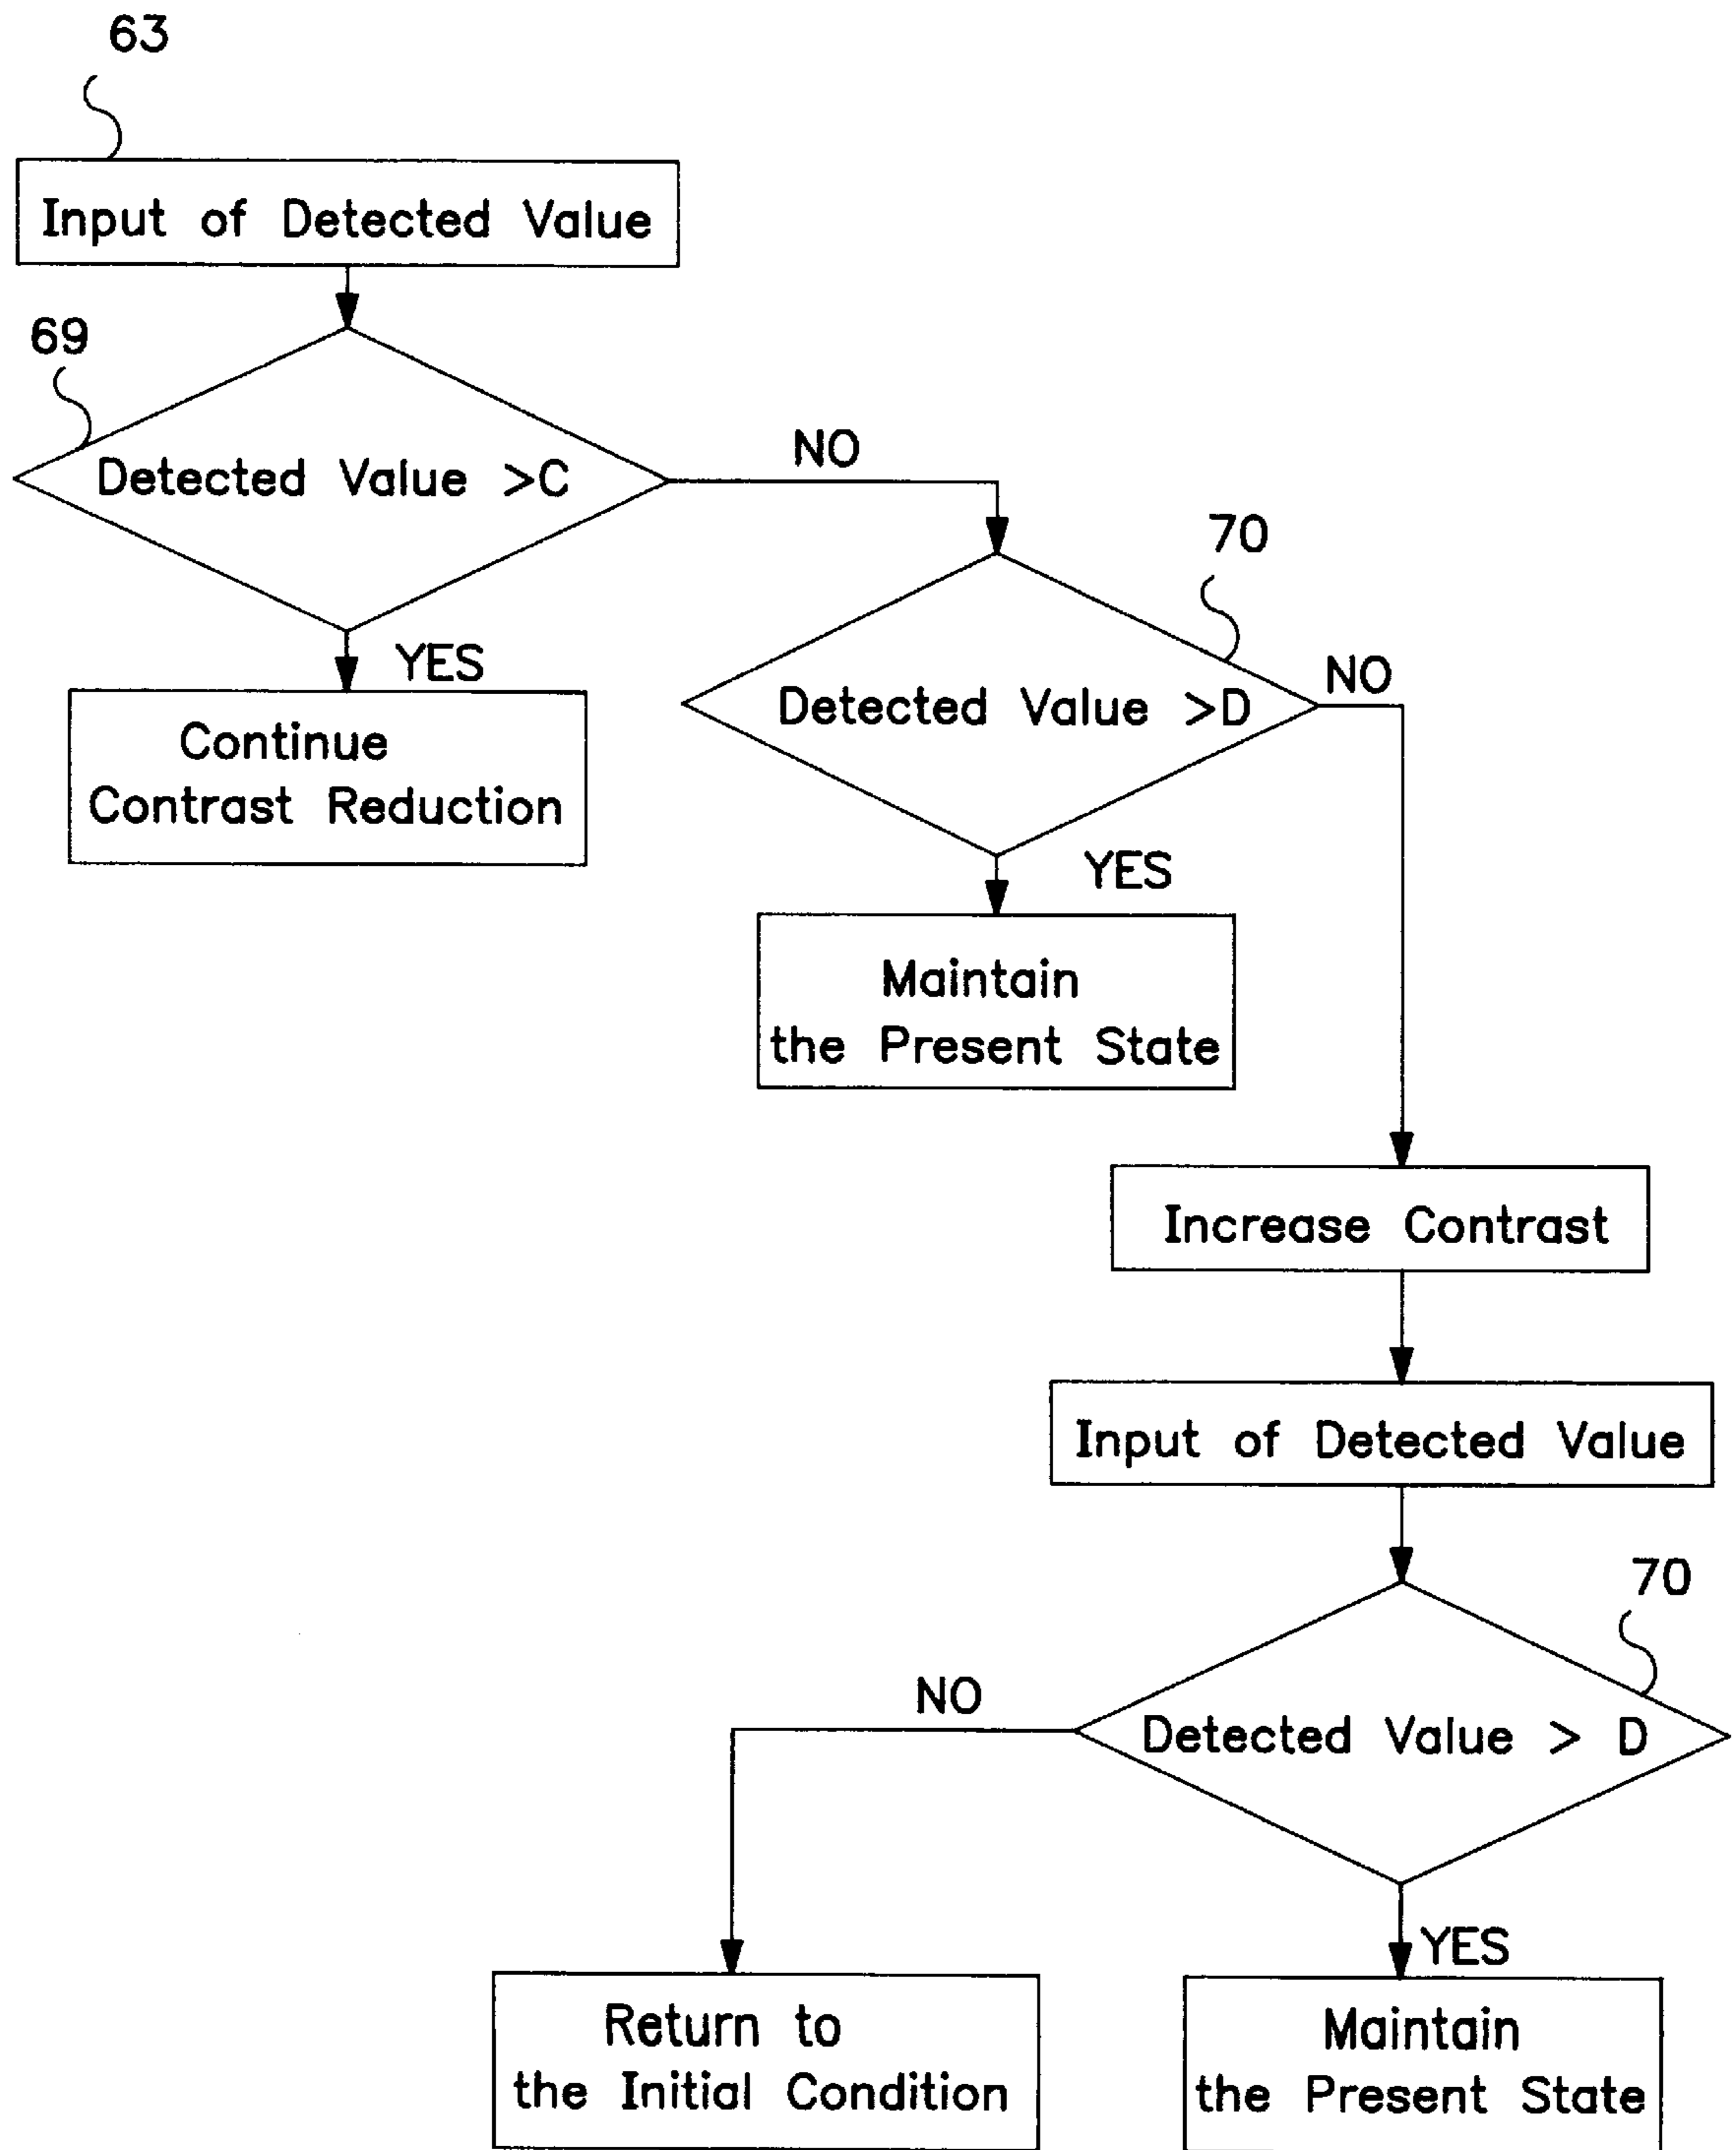 63
Input of Detected Value
69
Detected Value >C
NO
YES
Continue
Contrast Reduction
70
Detected Value >D
NO
YES
Maintain
the Present State
Increase Contrast
Input of Detected Value
70
Detected Value > D
NO
YES
Return to
the Initial Condition
Maintain
the Present State